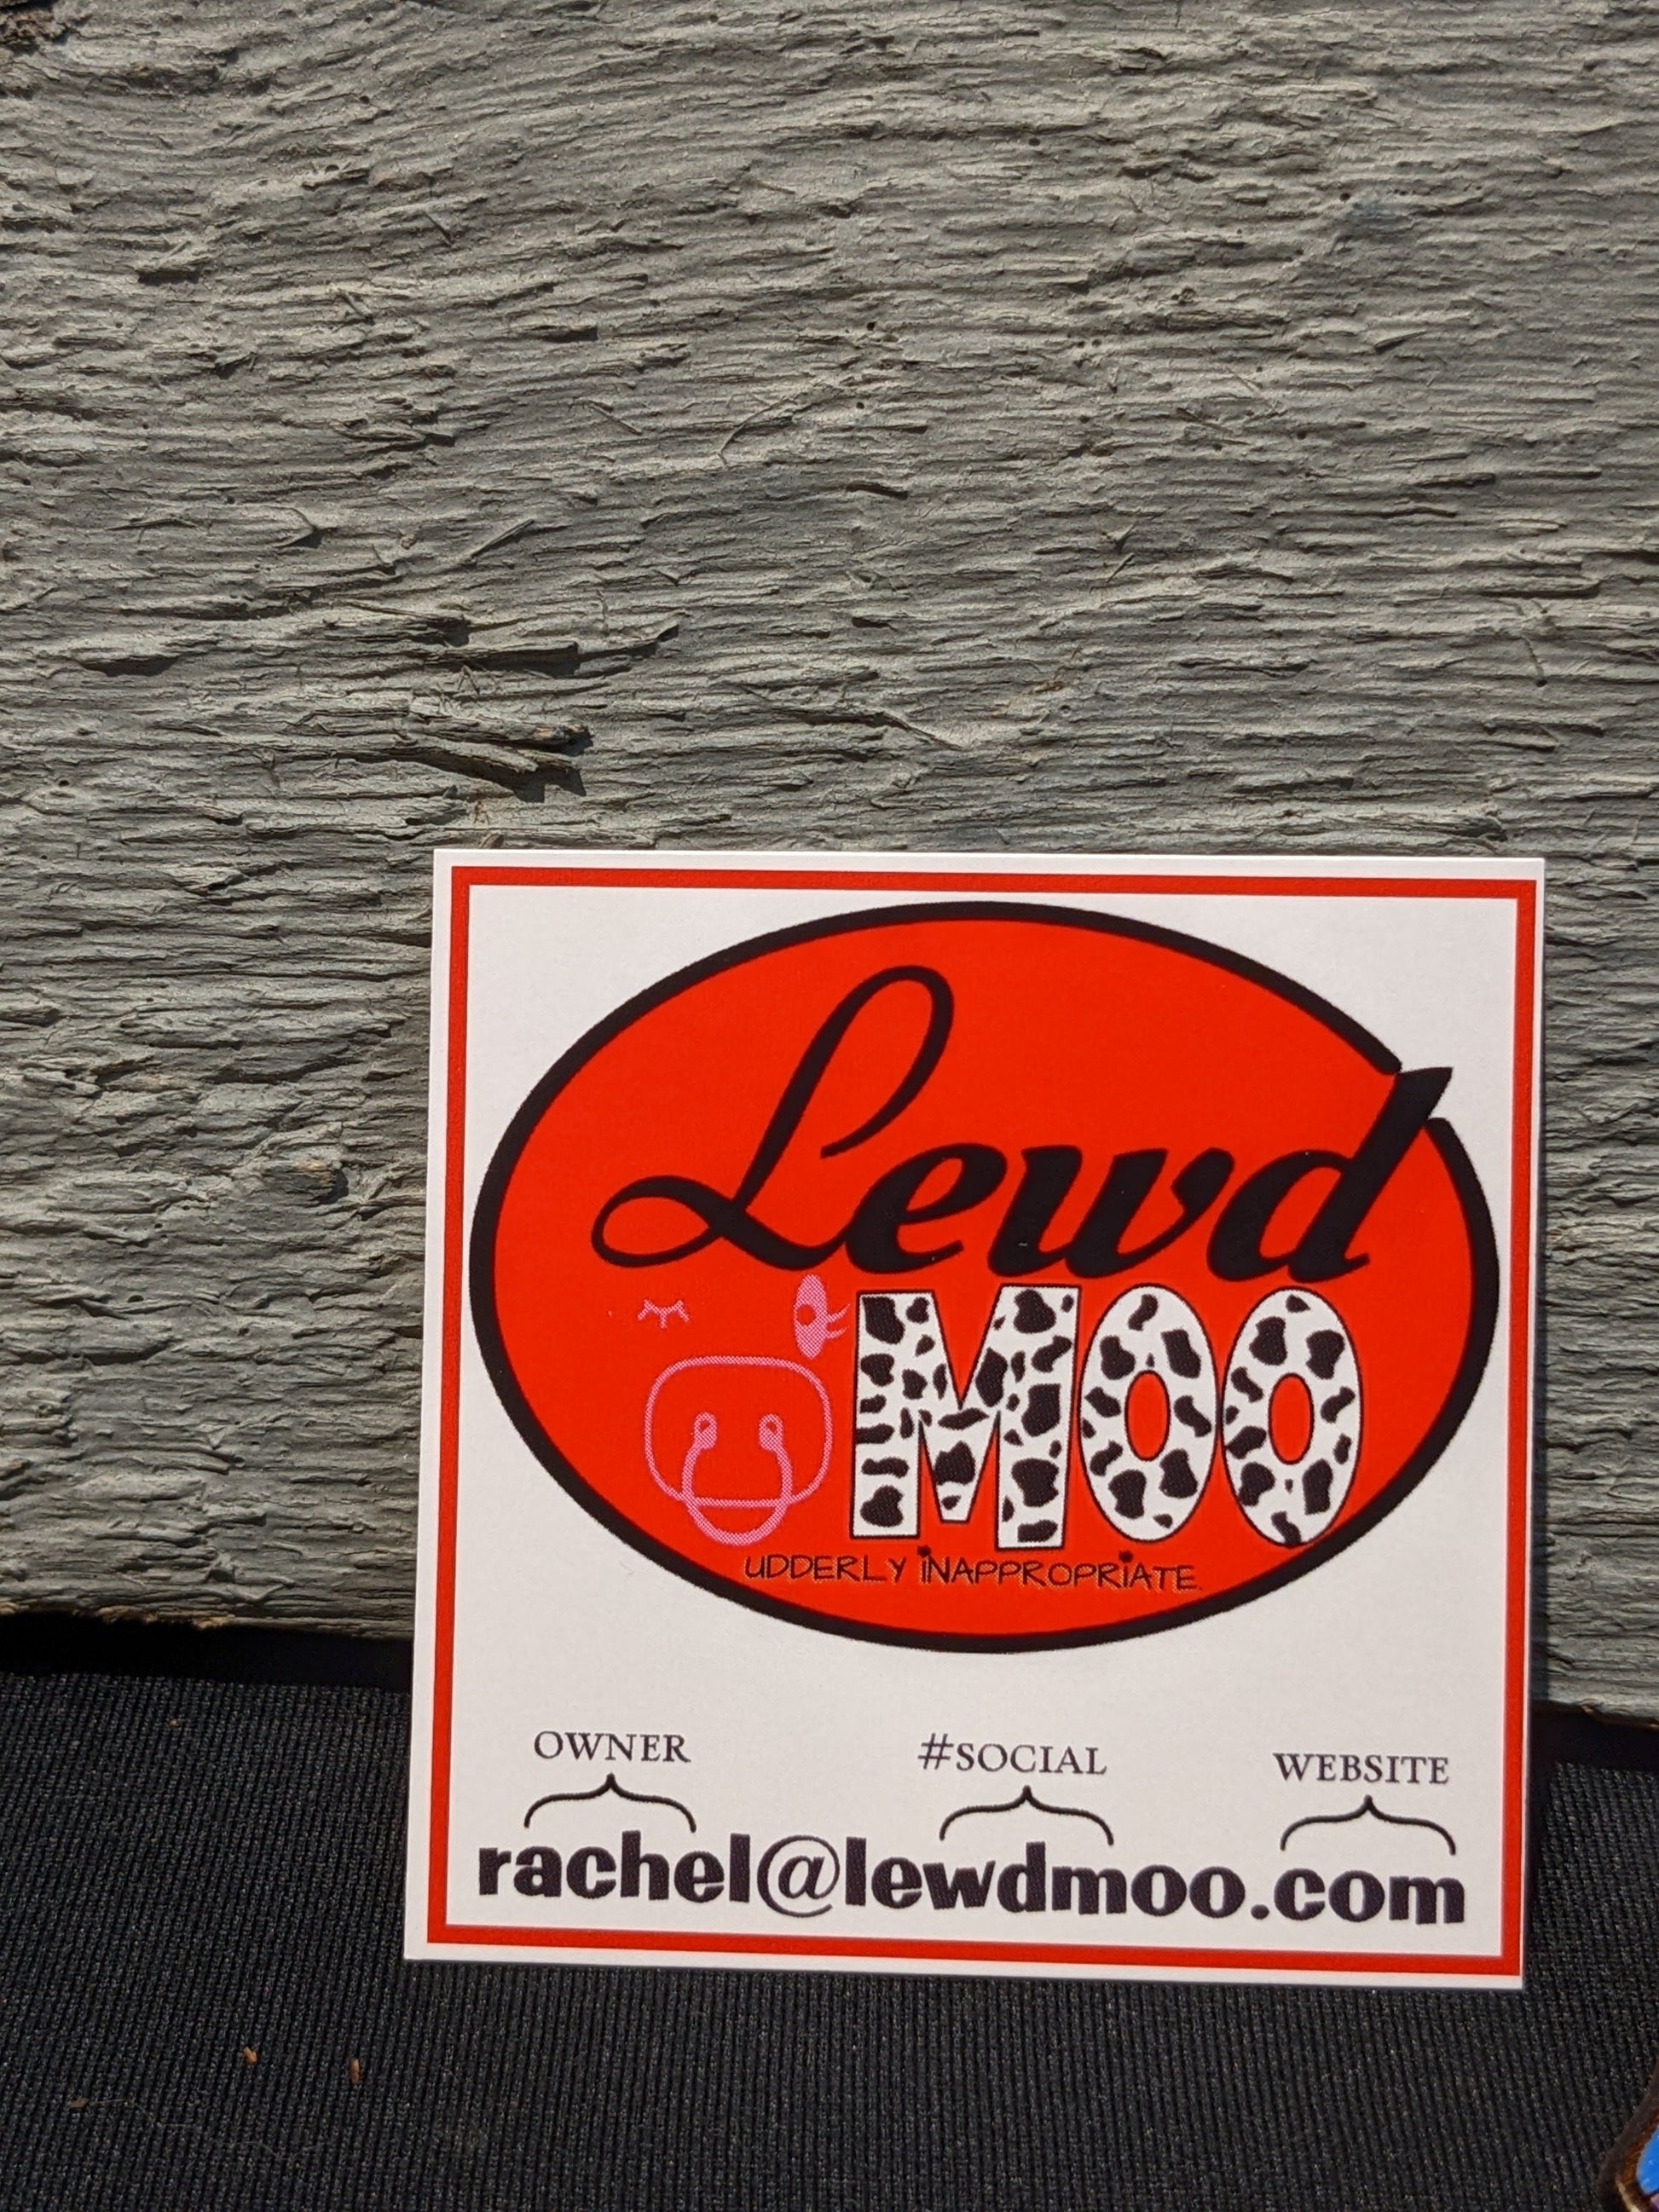 Lewd
MOO
UDDERLY iNAPPROPRiATE.
OWNER #SOCIAL WEBSITE
rachel@lewdmoo.com